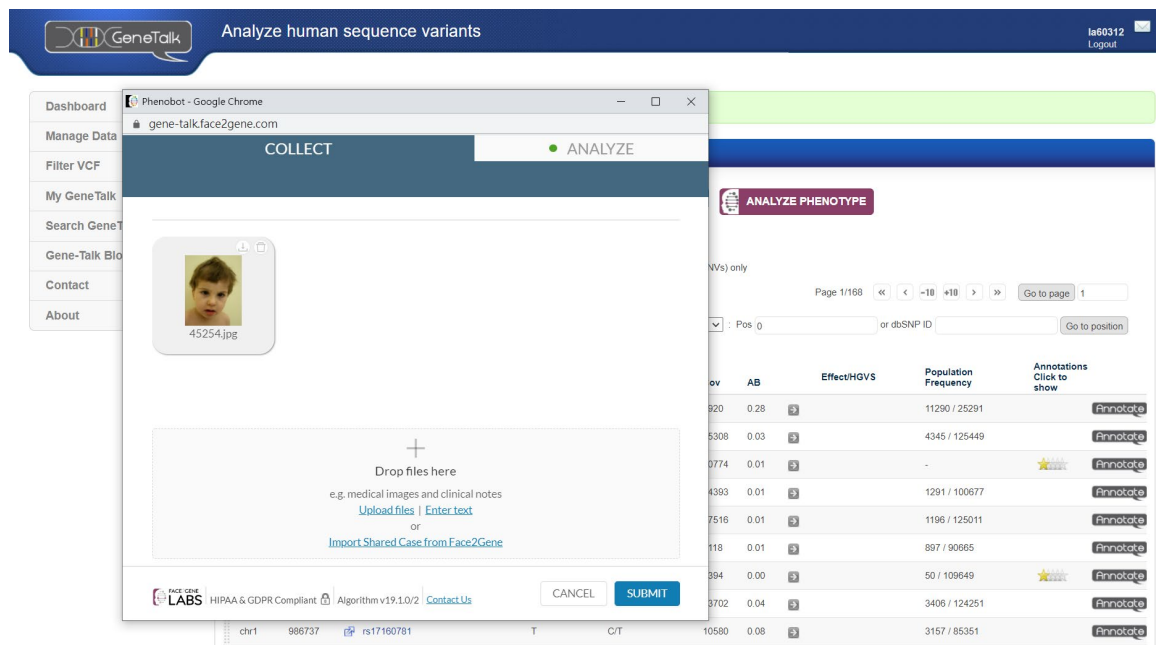 GeneTalk
Analyze human sequence variants
la60312
Logout
Dashboard
Manage Data
Filter VCF
My GeneTalk
Search GeneT
Gene-Talk Blo
Contact
About
Phenobot - Google Chrome
gene-talk.face2gene.com
COLLECT
ANALYZE
45254.jpg
Drop files here
e.g. medical images and clinical notes
Upload files | Enter text
or
Import Shared Case from Face2Gene
FACE2GENE
LABS
HIPAA & GDPR Compliant
Algorithm v19.1.0/2
Contact Us
CANCEL
SUBMIT
ANALYZE PHENOTYPE
NVs) only
Page 1/168 « < -10 +10 > » Go to page 1
: Pos 0 or dbSNP ID Go to position
ov AB Effect/HGVS Population Frequency Annotations Click to show
920 0.28 11290 / 25291 Annotate
5308 0.03 4345 / 125449 Annotate
0774 0.01 - Annotate
4393 0.01 1291 / 100677 Annotate
7516 0.01 1196 / 125011 Annotate
118 0.01 897 / 90665 Annotate
394 0.00 50 / 109649 Annotate
3702 0.04 3406 / 124251 Annotate
chr1 986737 rs17160781 T C/T 10580 0.08 3157 / 85351 Annotate